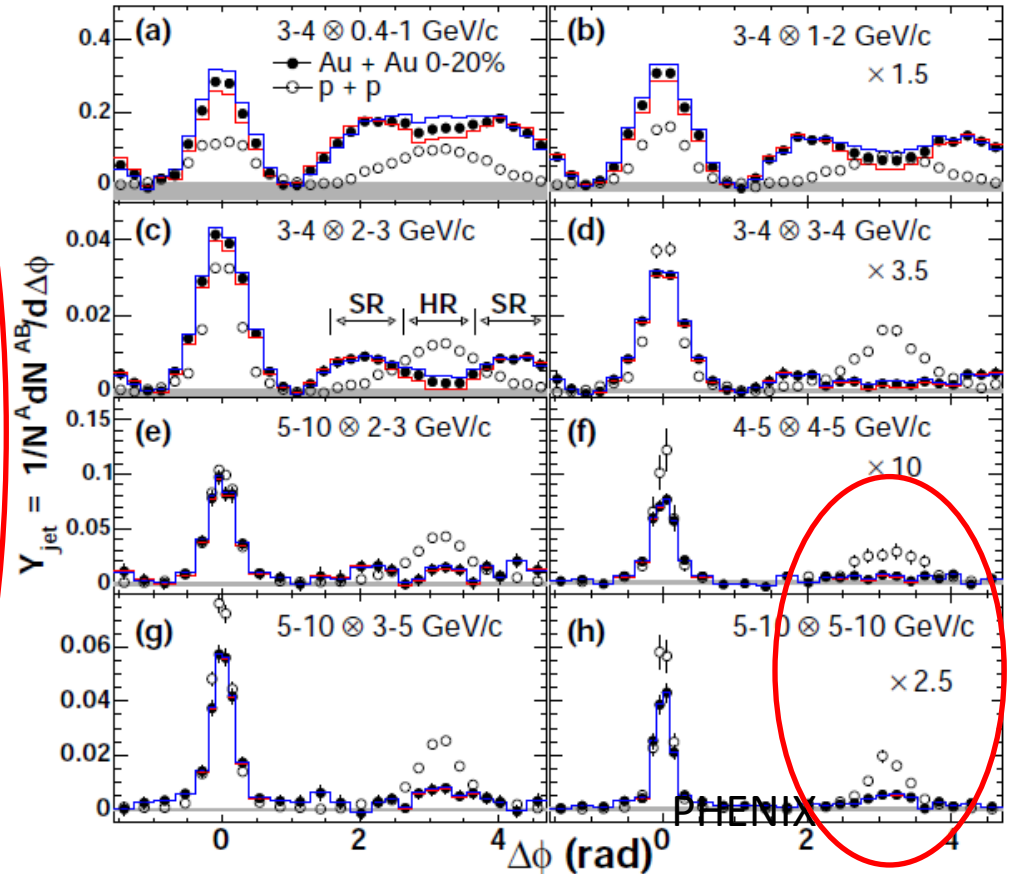 (a) 3-4 ⊗ 0.4-1 GeV/c
Au + Au 0-20%
p + p
(b) 3-4 ⊗ 1-2 GeV/c
× 1.5
0.4
0.2
0
(c) 3-4 ⊗ 2-3 GeV/c
SR HR SR
(d) 3-4 ⊗ 3-4 GeV/c
× 3.5
0.04
0.02
0
(e) 5-10 ⊗ 2-3 GeV/c
(f) 4-5 ⊗ 4-5 GeV/c
× 10
0.15
0.1
0.05
0
(g) 5-10 ⊗ 3-5 GeV/c
(h) 5-10 ⊗ 5-10 GeV/c
× 2.5
0.06
0.04
0.02
0
PHENIX
0 2 4 0 2 4
Δϕ (rad)
Y jet = 1/N A dN AB /dΔϕ